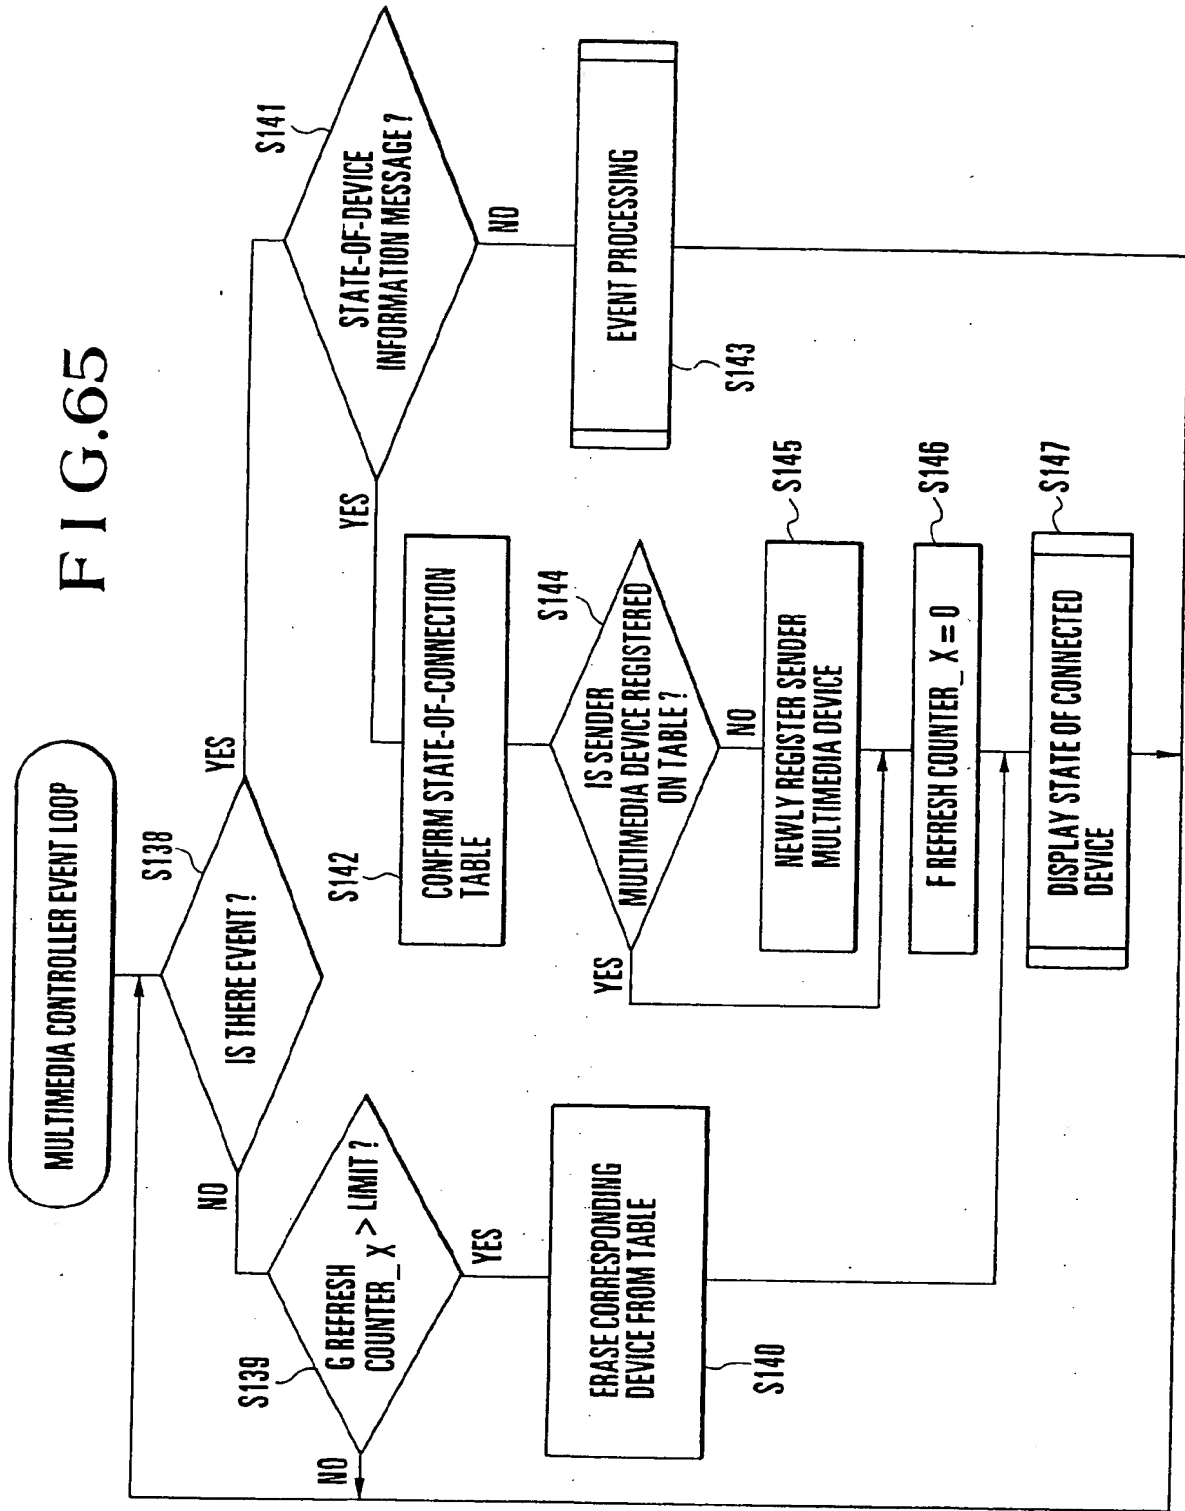 F I G.65
MULTIMEDIA CONTROLLER EVENT LOOP
S138
IS THERE EVENT?
NO
YES
S139
G REFRESH
COUNTER_X > LIMIT?
NO
YES
ERASE CORRESPONDING
DEVICE FROM TABLE
S140
S141
STATE-OF-DEVICE
INFORMATION MESSAGE?
YES
NO
S142
CONFIRM STATE-OF-CONNECTION
TABLE
EVENT PROCESSING
S143
S144
IS SENDER
MULTIMEDIA DEVICE REGISTERED
ON TABLE?
YES
NO
S145
NEWLY REGISTER SENDER
MULTIMEDIA DEVICE
S146
F REFRESH COUNTER_X=0
S147
DISPLAY STATE OF CONNECTED
DEVICE